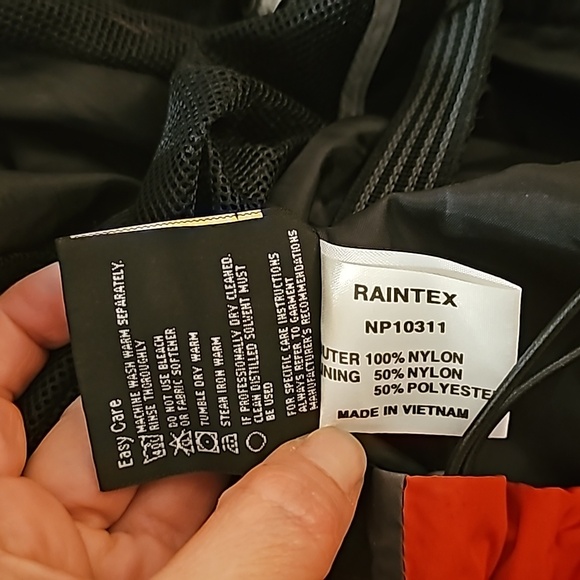 Easy Care
MACHINE WASH WARM SEPARATELY.
RINSE THOROUGHLY
DO NOT USE BLEACH
OR FABRIC SOFTENER
TUMBLE DRY WARM
STEAM IRON WARM
IF PROFESSIONALLY DRY CLEANED.
CLEAN DISTILLED SOLVENT MUST
BE USED
FOR SPECIFIC CARE INSTRUCTIONS
ALWAYS REFER TO GARMENT
MANUFACTURER'S RECOMMENDATIONS
RAINTEX
NP10311
UTER 100% NYLON
NING 50% NYLON
50% POLYESTE
MADE IN VIETNAM